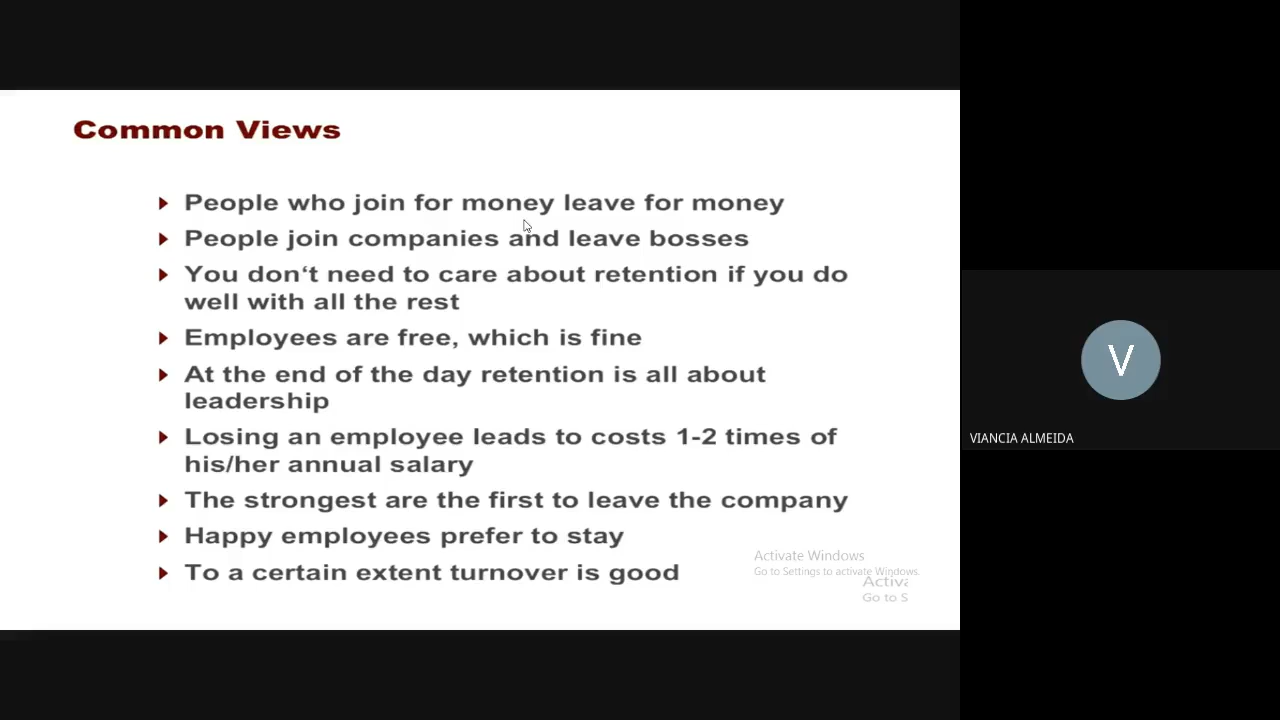 Common Views
People who join for money leave for money
People join companies and leave bosses
You don‘t need to care about retention if you do
well with all the rest
Employees are free, which is fine
At the end of the day retention is all about
leadership
Losing an employee leads to costs 1-2 times of
his/her annual salary
The strongest are the first to leave the company
Happy employees prefer to stay
To a certain extent turnover is good
Activate Windows
Go to Settings to activate Windows.
Activa
Go to S
V
VIANCIA ALMEIDA